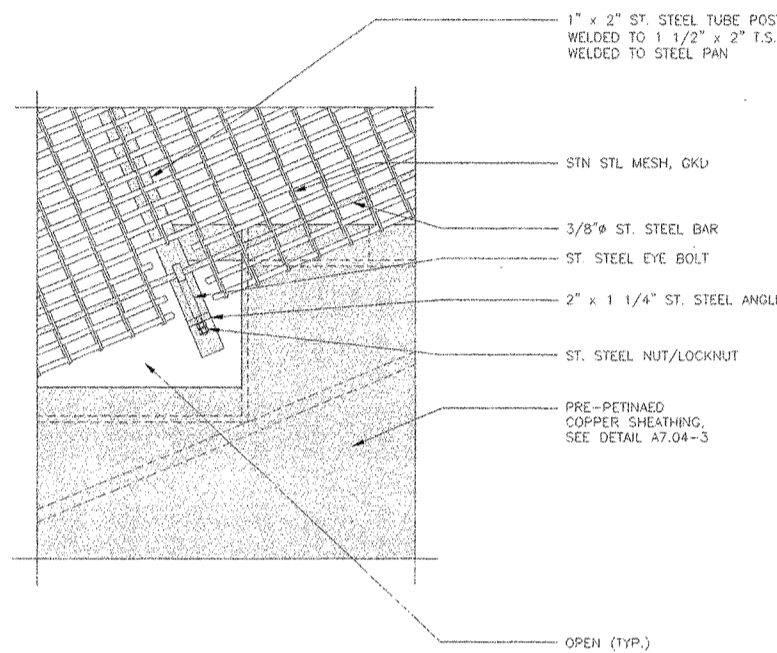 1" x 2" ST. STEEL TUBE POST
WELDED TO 1 1/2" x 2" T.S.
WELDED TO STEEL PAN
STN STL MESH, GKD
3/8"ø ST. STEEL BAR
ST. STEEL EYE BOLT
2" x 1 1/4" ST. STEEL ANGLE
ST. STEEL NUT/LOCKNUT
PRE-PETINAED
COPPER SHEATHING,
SEE DETAIL A7.04-3
OPEN (TYP.)